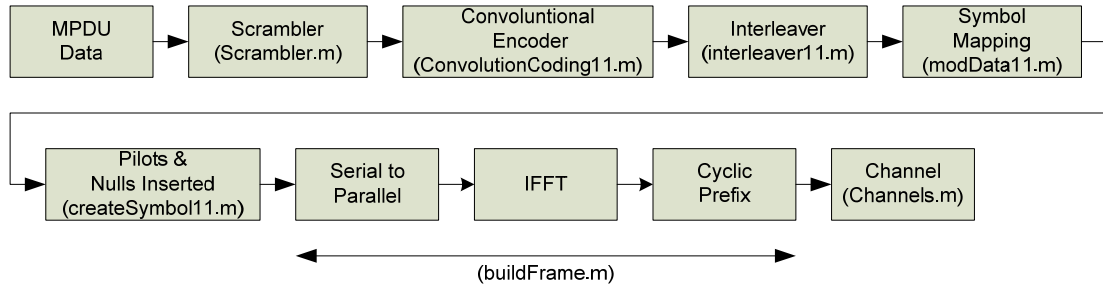 MPDU
Data
Scrambler
(Scrambler.m)
Convoluntional
Encoder
(ConvolutionCoding11.m)
Interleaver
(interleaver11.m)
Symbol
Mapping
(modData11.m)
Pilots &
Nulls Inserted
(createSymbol11.m)
Serial to
Parallel
IFFT
Cyclic
Prefix
Channel
(Channels.m)
(buildFrame.m)